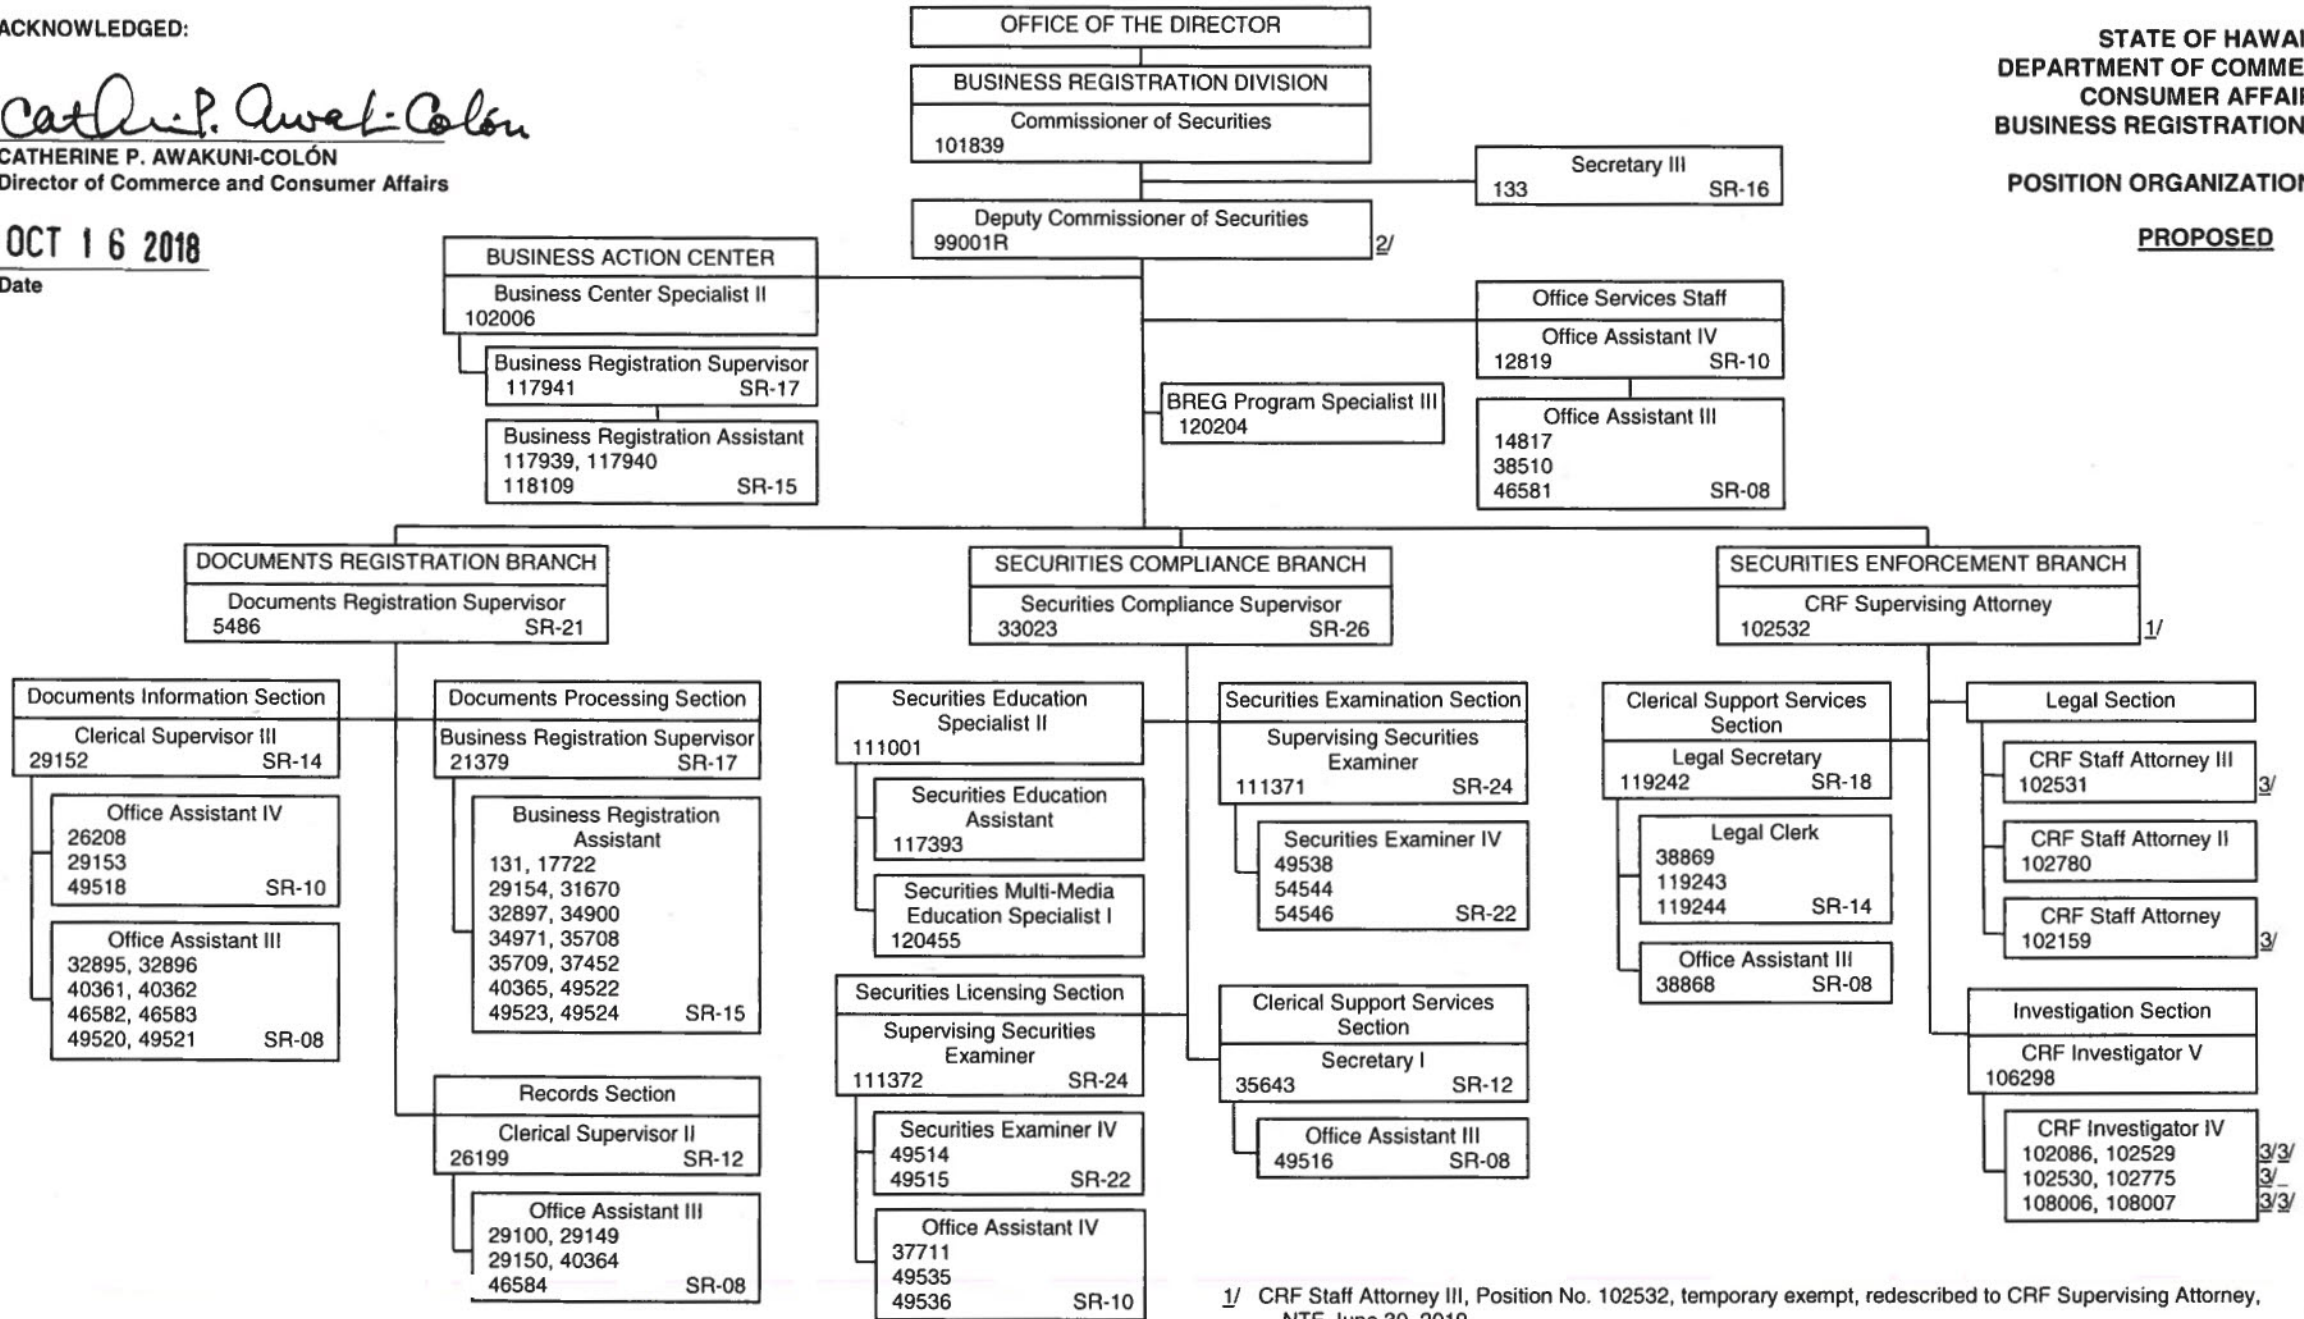 ACKNOWLEDGED:
Catherine P. Awakuni-Colón
CATHERINE P. AWAKUNI-COLÓN
Director of Commerce and Consumer Affairs
OCT 16 2018
Date
STATE OF HAWAI
DEPARTMENT OF COMME
CONSUMER AFFAI
BUSINESS REGISTRATION
POSITION ORGANIZATION
PROPOSED
OFFICE OF THE DIRECTOR
BUSINESS REGISTRATION DIVISION
Commissioner of Securities
101839
Secretary III
133 SR-16
Deputy Commissioner of Securities
99001R 2/
BUSINESS ACTION CENTER
Business Center Specialist II
102006
Business Registration Supervisor
117941 SR-17
Business Registration Assistant
117939, 117940
118109 SR-15
Office Services Staff
Office Assistant IV
12819 SR-10
Office Assistant III
14817
38510
46581 SR-08
BREG Program Specialist III
120204
DOCUMENTS REGISTRATION BRANCH
Documents Registration Supervisor
5486 SR-21
Documents Information Section
Clerical Supervisor III
29152 SR-14
Office Assistant IV
26208
29153
49518 SR-10
Office Assistant III
32895, 32896
40361, 40362
46582, 46583
49520, 49521 SR-08
Documents Processing Section
Business Registration Supervisor
21379 SR-17
Business Registration
Assistant
131, 17722
29154, 31670
32897, 34900
34971, 35708
35709, 37452
40365, 49522
49523, 49524 SR-15
Records Section
Clerical Supervisor II
26199 SR-12
Office Assistant III
29100, 29149
29150, 40364
46584 SR-08
SECURITIES COMPLIANCE BRANCH
Securities Compliance Supervisor
33023 SR-26
Securities Education
Specialist II
111001
Securities Education
Assistant
117393
Securities Multi-Media
Education Specialist I
120455
Securities Licensing Section
Supervising Securities
Examiner
111372 SR-24
Securities Examiner IV
49514
49515 SR-22
Office Assistant IV
37711
49535
49536 SR-10
Securities Examination Section
Supervising Securities
Examiner
111371 SR-24
Securities Examiner IV
49538
54544
54546 SR-22
Clerical Support Services
Section
Secretary I
35643 SR-12
Office Assistant III
49516 SR-08
SECURITIES ENFORCEMENT BRANCH
CRF Supervising Attorney
102532 1/
Clerical Support Services
Section
Legal Secretary
119242 SR-18
Legal Clerk
38869
119243
119244 SR-14
Office Assistant III
38868 SR-08
Legal Section
CRF Staff Attorney III
102531 3/
CRF Staff Attorney II
102780
CRF Staff Attorney
102159 3/
Investigation Section
CRF Investigator V
106298
CRF Investigator IV
102086, 102529 3/3/
102530, 102775 3/_
108006, 108007 3/3/
1/ CRF Staff Attorney III, Position No. 102532, temporary exempt, redescribed to CRF Supervising Attorney,